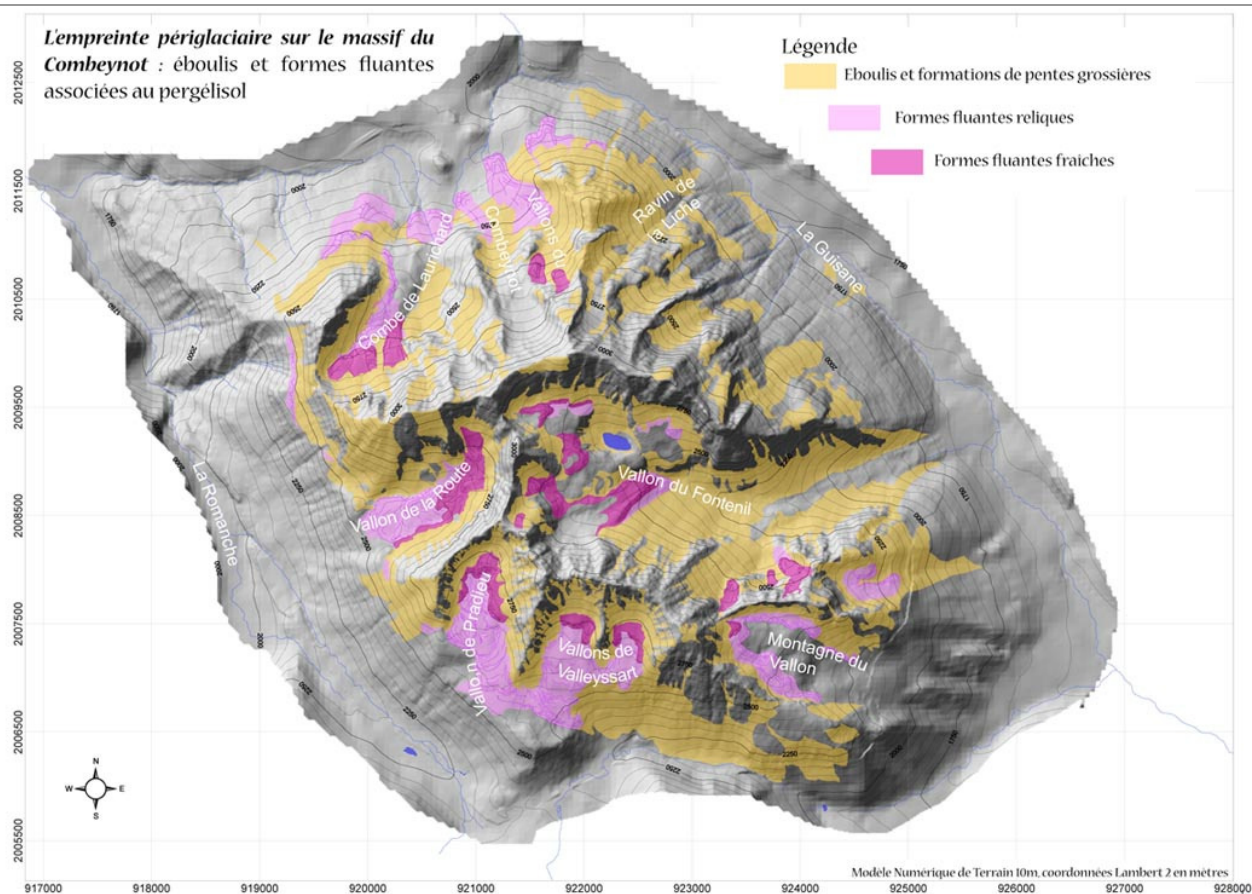 L'empreinte périglaciaire sur le massif du
Combeynot : éboulis et formes fluantes
associées au pergélisol
Légende
Eboulis et formations de pentes grossières
Formes fluantes reliques
Formes fluantes fraiches
2012500
2011500
2010500
2009500
2008500
2007500
2006500
2005500
Combe de Laurichard
Vallons du
Combeynot
Ravin de
La Liche
La Guisane
La Romanche
Vallon de la Route
Vallon du Fontenil
Vallon de Pradieu
Vallons de
Valleyssart
Montagne du
Vallon
N
W E
S
Modèle Numérique de Terrain 10m, coordonnées Lambert 2 en mètres
917000 918000 919000 920000 921000 922000 923000 924000 925000 926000 927000